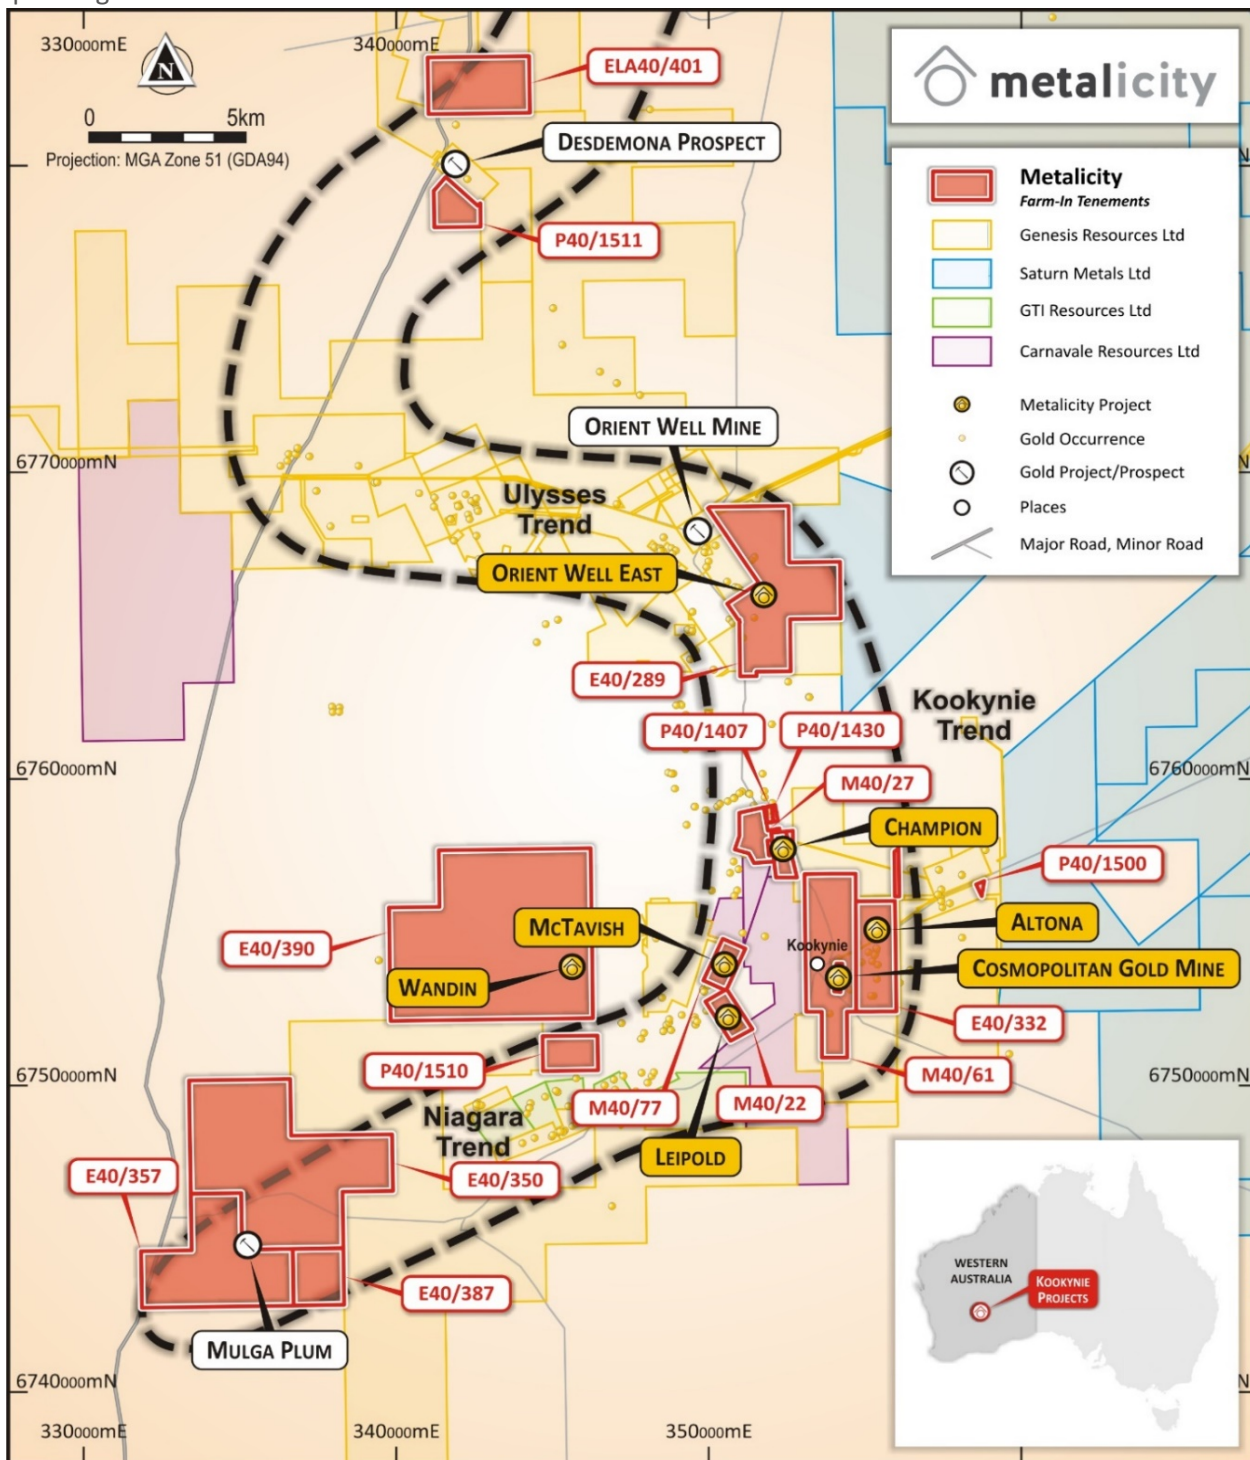 330000mE
340000mE
N
0 5km
Projection: MGA Zone 51 (GDA94)
ELA40/401
DESDEMONA PROSPECT
P40/1511
metalicity
Metalicity
Farm-In Tenements
Genesis Resources Ltd
Saturn Metals Ltd
GTI Resources Ltd
Carnavale Resources Ltd
Metalicity Project
Gold Occurrence
Gold Project/Prospect
Places
Major Road, Minor Road
ORIENT WELL MINE
6770000mN
N
Ulysses
Trend
ORIENT WELL EAST
E40/289
Kookynie
Trend
P40/1407
P40/1430
M40/27
6760000mN
6760000mN
CHAMPION
P40/1500
MCTAVISH
ALTONA
E40/390
Kookynie
WANDIN
COSMOPOLITAN GOLD MINE
E40/332
P40/1510
M40/61
6750000mN
6750000mN
M40/77
M40/22
Niagara
Trend
LEIPOLD
E40/357
E40/350
E40/387
MULGA PLUM
WESTERN
AUSTRALIA
KOOKYNIE
PROJECTS
6740000mN
N
330000mE
340000mE
350000mE